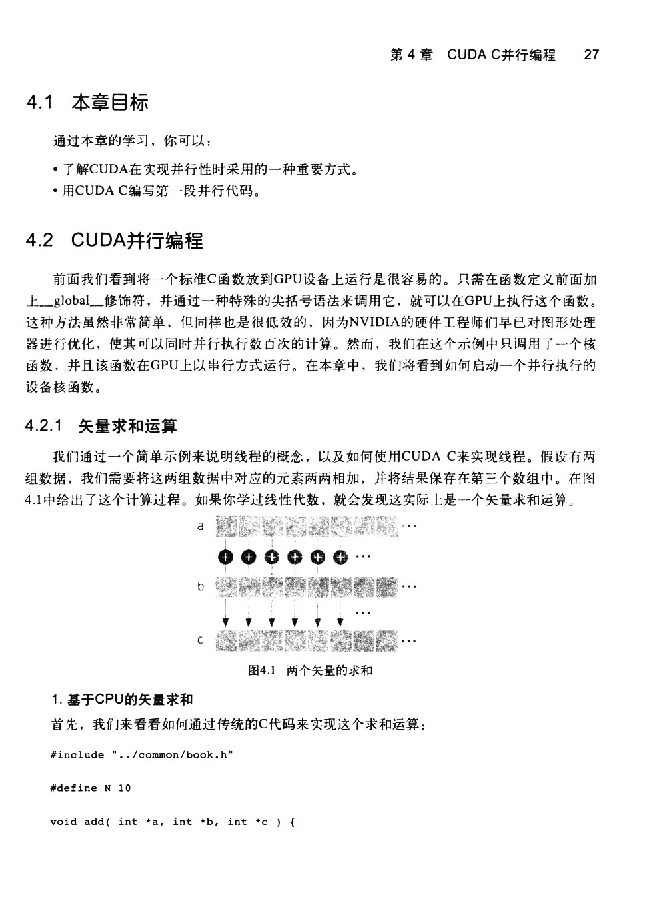 第 4 章 CUDA C并行编程 27
4.1 本章目标
通过本章的学习，你可以：
• 了解CUDA在实现并行性时采用的一种重要方式。
• 用CUDA C编写第一段并行代码。
4.2 CUDA并行编程
前面我们看到将一个标准C函数放到GPU设备上运行是很容易的。只需在函数定义前面加
上__global__修饰符，并通过一种特殊的尖括号语法来调用它，就可以在GPU上执行这个函数。
这种方法虽然非常简单，但同样也是很低效的，因为NVIDIA的硬件工程师们早已对图形处理
器进行优化，使其可以同时并行执行数百次的计算。然而，我们在这个示例中只调用了一个核
函数，并且该函数在GPU上以串行方式运行。在本章中，我们将看到如何启动一个并行执行的
设备核函数。
4.2.1 矢量求和运算
我们通过一个简单示例来说明线程的概念，以及如何使用CUDA C来实现线程。假设有两
组数据，我们需要将这两组数据中对应的元素两两相加，并将结果保存在第三个数组中。在图
4.1中给出了这个计算过程。如果你学过线性代数，就会发现这实际上是一个矢量求和运算。
a ···
+ + + + + + ···
b ···
···
c ···
图4.1 两个矢量的求和
1. 基于CPU的矢量求和
首先，我们来看看如何通过传统的C代码来实现这个求和运算：
#include "../common/book.h"
#define N 10
void add( int *a, int *b, int *c ) {